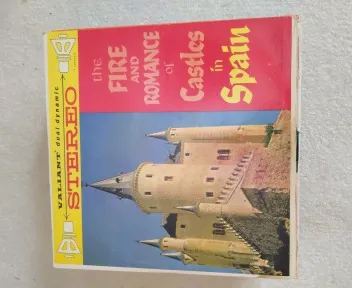 VALIANT dual dynamic
STEREO
the
FIRE
AND
ROMANCE
of
Castles
in
Spain